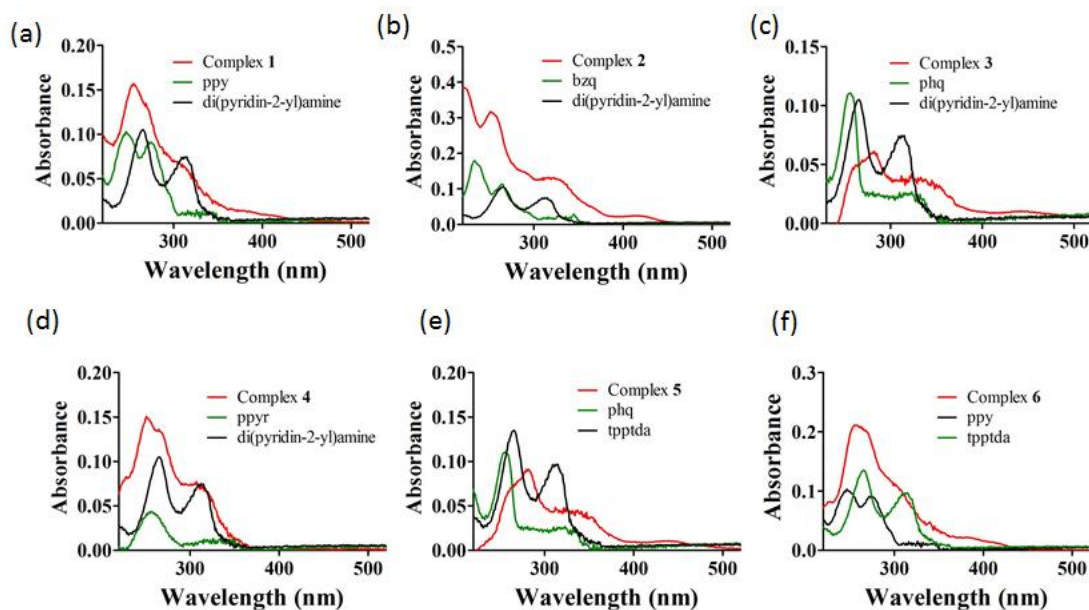 (a)
Absorbance
0.20
0.15
0.10
0.05
0.00
Complex 1
ppy
di(pyridin-2-yl)amine
300
400
500
Wavelength (nm)
(b)
Absorbance
0.5
0.4
0.3
0.2
0.1
0.0
Complex 2
bzq
di(pyridin-2-yl)amine
300
400
500
Wavelength (nm)
(c)
Absorbance
0.15
0.10
0.05
0.00
Complex 3
phq
di(pyridin-2-yl)amine
300
400
500
Wavelength (nm)
(d)
Absorbance
0.20
0.15
0.10
0.05
0.00
Complex 4
ppyr
di(pyridin-2-yl)amine
300
400
500
Wavelength (nm)
(e)
Absorbance
0.20
0.15
0.10
0.05
0.00
Complex 5
phq
tpptda
300
400
500
Wavelength (nm)
(f)
Absorbance
0.3
0.2
0.1
0.0
Complex 6
ppy
tpptda
300
400
500
Wavelength (nm)